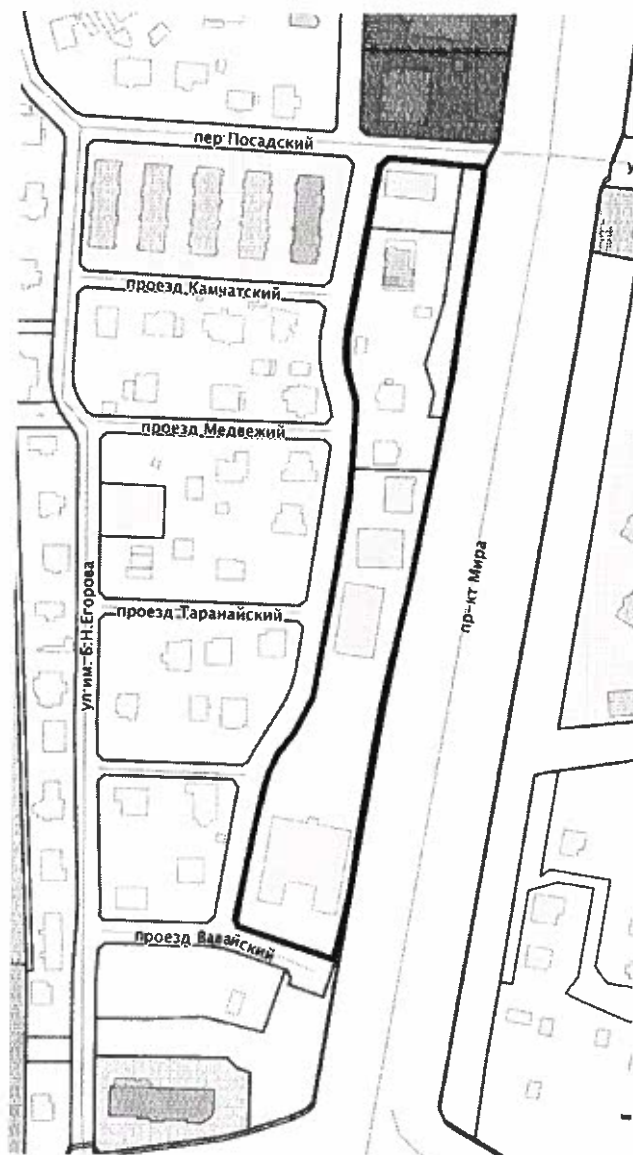 пер Посадский
у
проезд Камчатский
проезд Медвежий
пр-кт Мира
проезд Таранайский
ул им. Б.Н.Егорова
проезд Вавайский